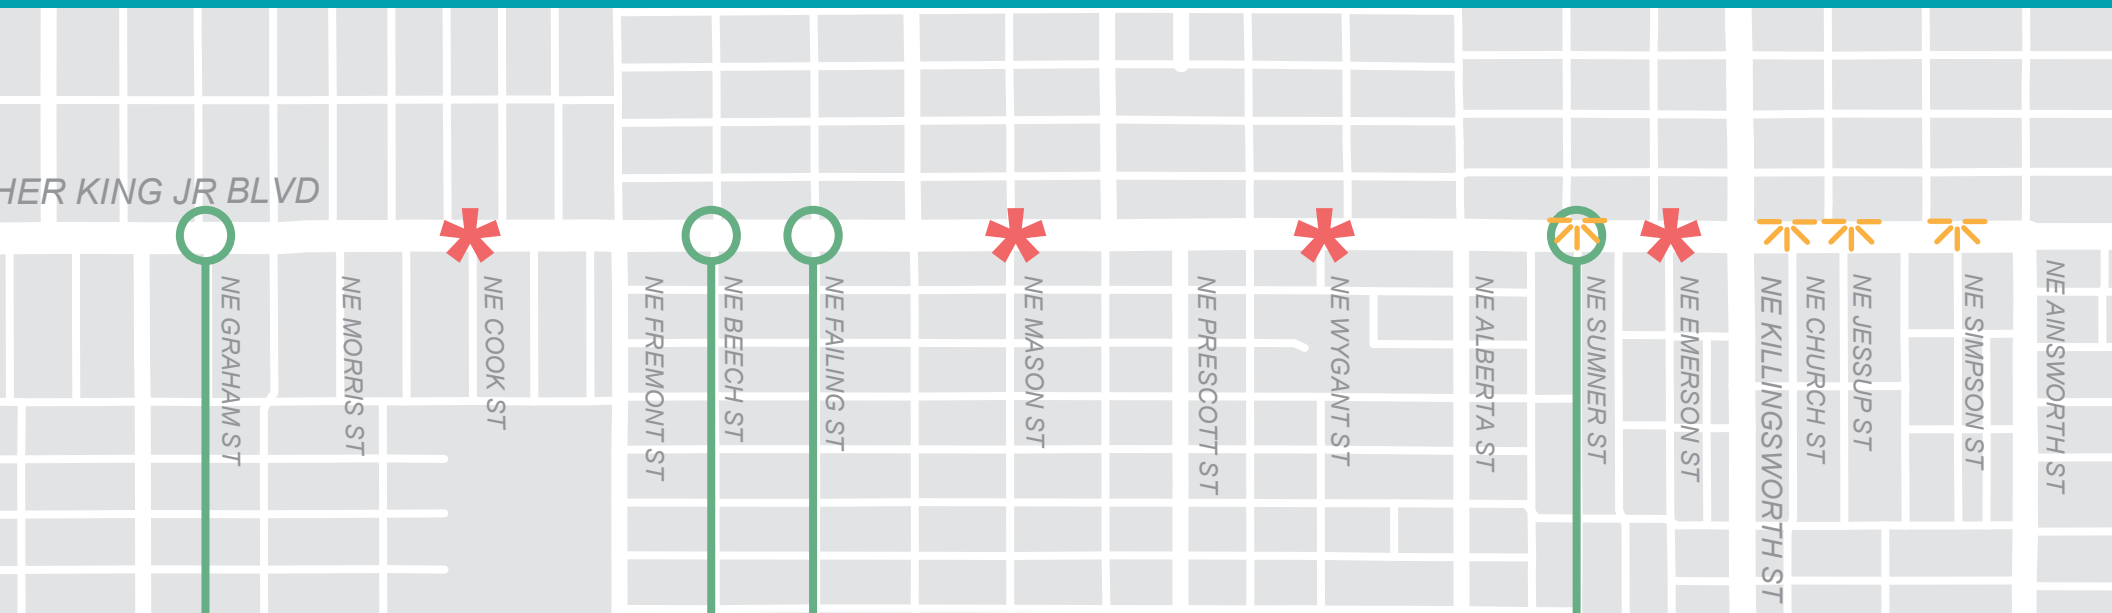 HER KING JR BLVD
NE GRAHAM ST
NE MORRIS ST
NE COOK ST
NE FREMONT ST
NE BEECH ST
NE FAILING ST
NE MASON ST
NE PRESCOTT ST
NE WYGANT ST
NE ALBERTA ST
NE SUMNER ST
NE EMERSON ST
NE KILLINGSWORTH ST
NE CHURCH ST
NE JESSUP ST
NE SIMPSON ST
NE AINSWORTH ST